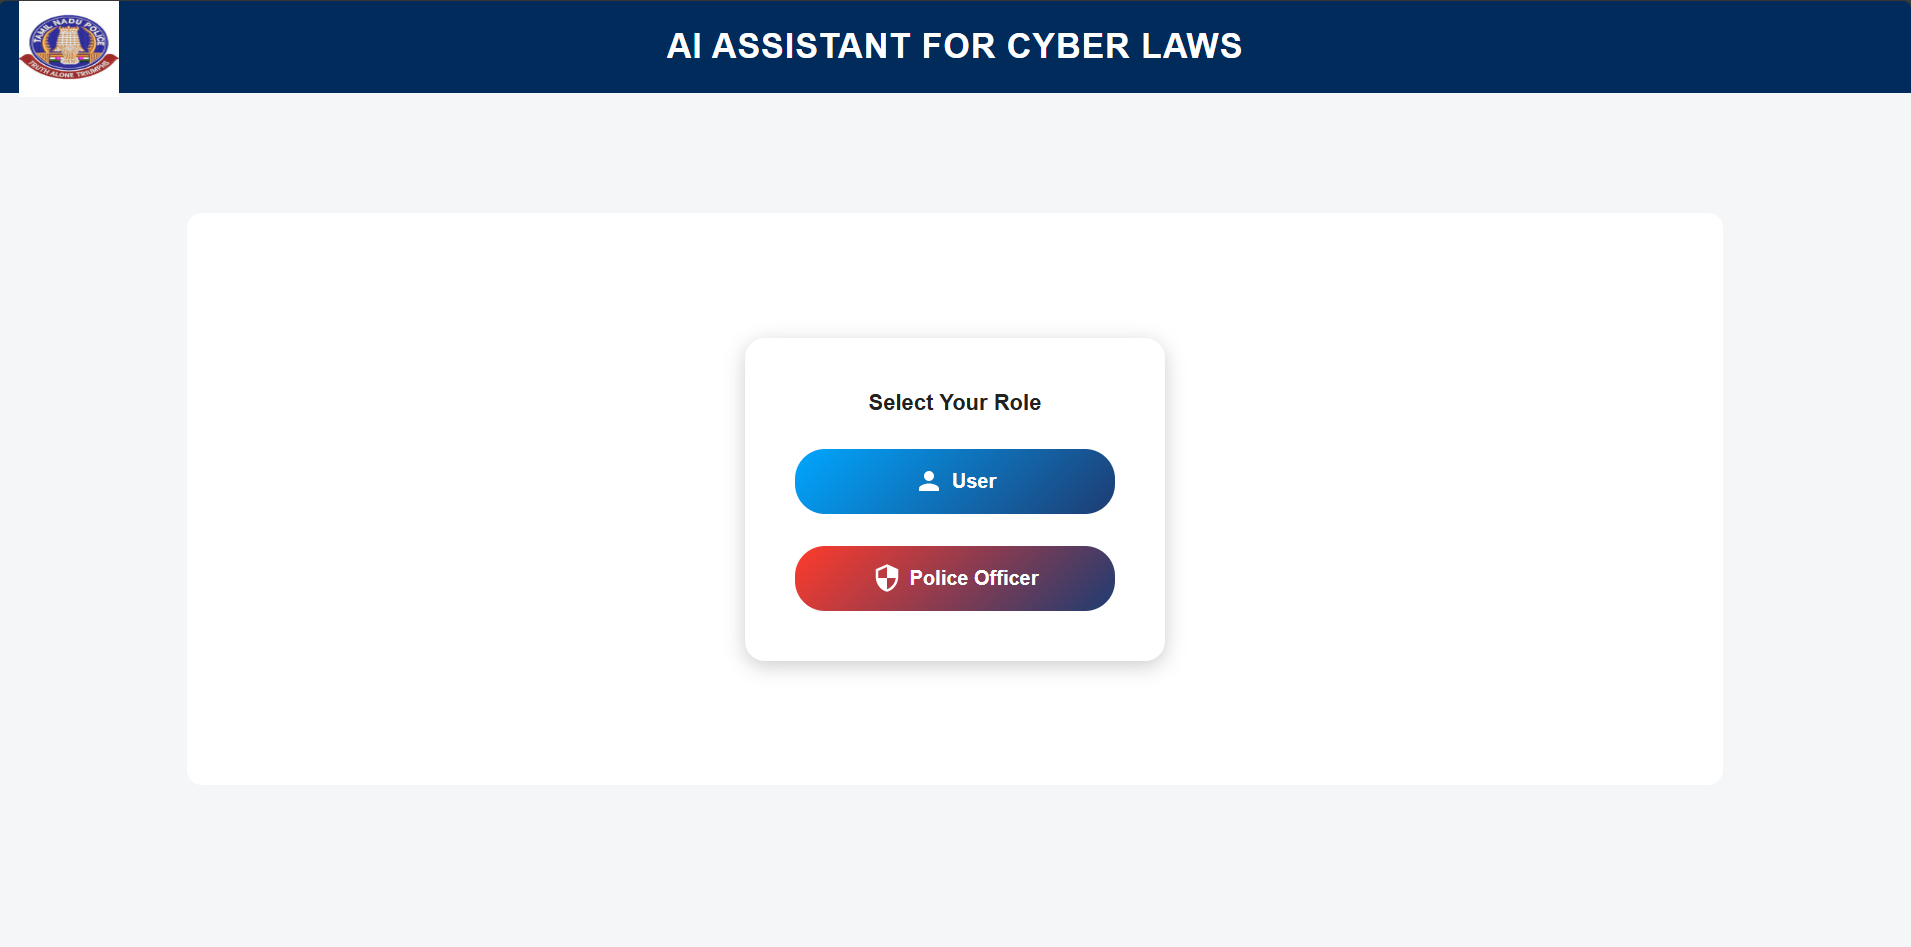 TAMIL NADU POLICE
TRUTH ALONE TRIUMPHS
AI ASSISTANT FOR CYBER LAWS
Select Your Role
User
Police Officer